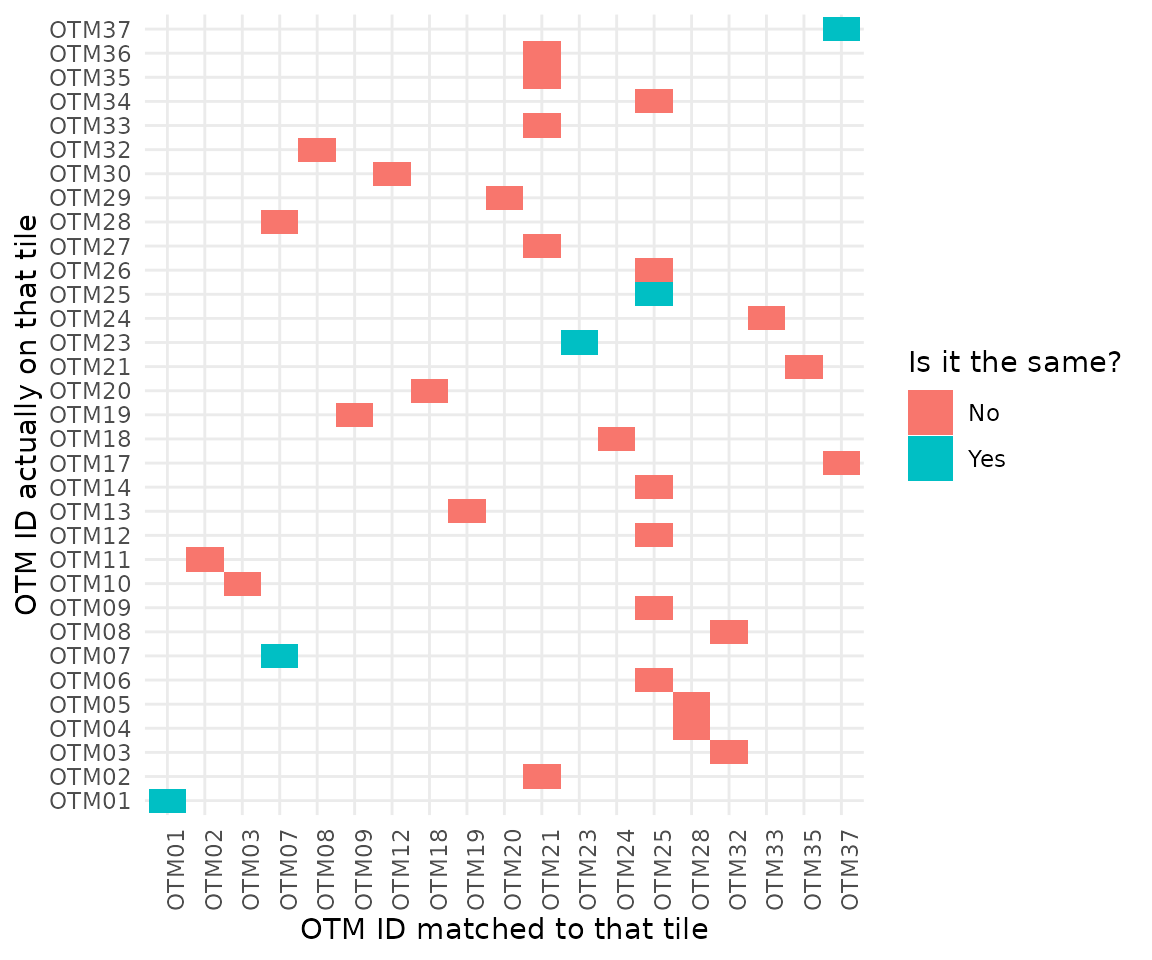 OTM37
OTM36
OTM35
OTM34
OTM33
OTM32
OTM30
OTM29
OTM28
OTM27
OTM26
OTM25
OTM24
OTM23
OTM21
OTM20
OTM19
OTM18
OTM17
OTM14
OTM13
OTM12
OTM11
OTM10
OTM09
OTM08
OTM07
OTM06
OTM05
OTM04
OTM03
OTM02
OTM01
OTM ID actually on that tile
OTM01
OTM02
OTM03
OTM07
OTM08
OTM09
OTM12
OTM18
OTM19
OTM20
OTM21
OTM23
OTM24
OTM25
OTM28
OTM32
OTM33
OTM35
OTM37
OTM ID matched to that tile
Is it the same?
No
Yes